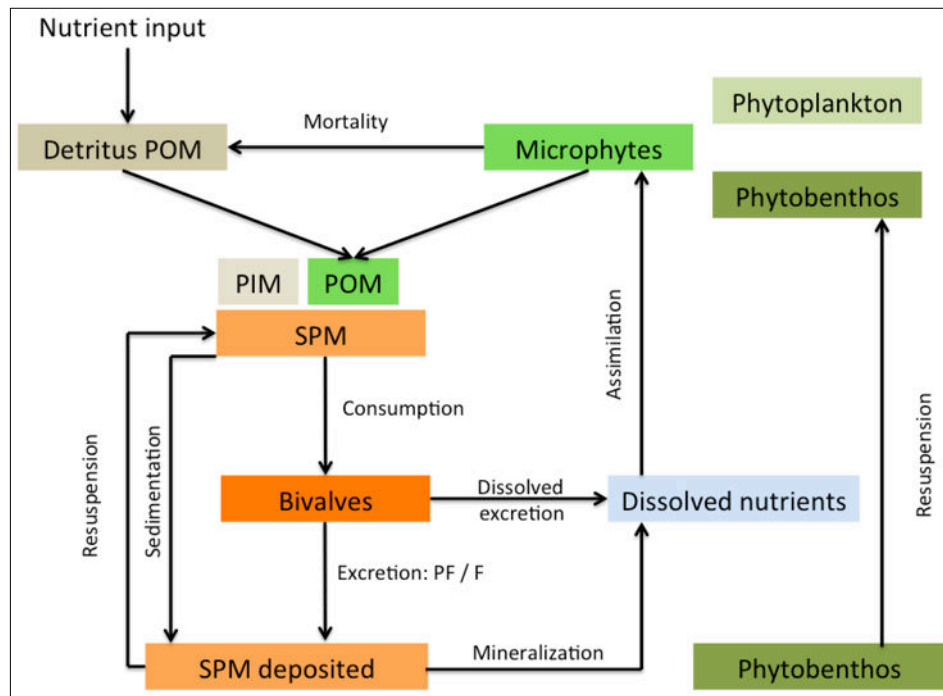 Nutrient input
Phytoplankton
Mortality
Detritus POM
Microphytes
Phytobenthos
PIM
POM
SPM
Assimilation
Consumption
Resuspension
Sedimentation
Resuspension
Bivalves
Dissolved
excretion
Dissolved nutrients
Excretion: PF / F
SPM deposited
Mineralization
Phytobenthos